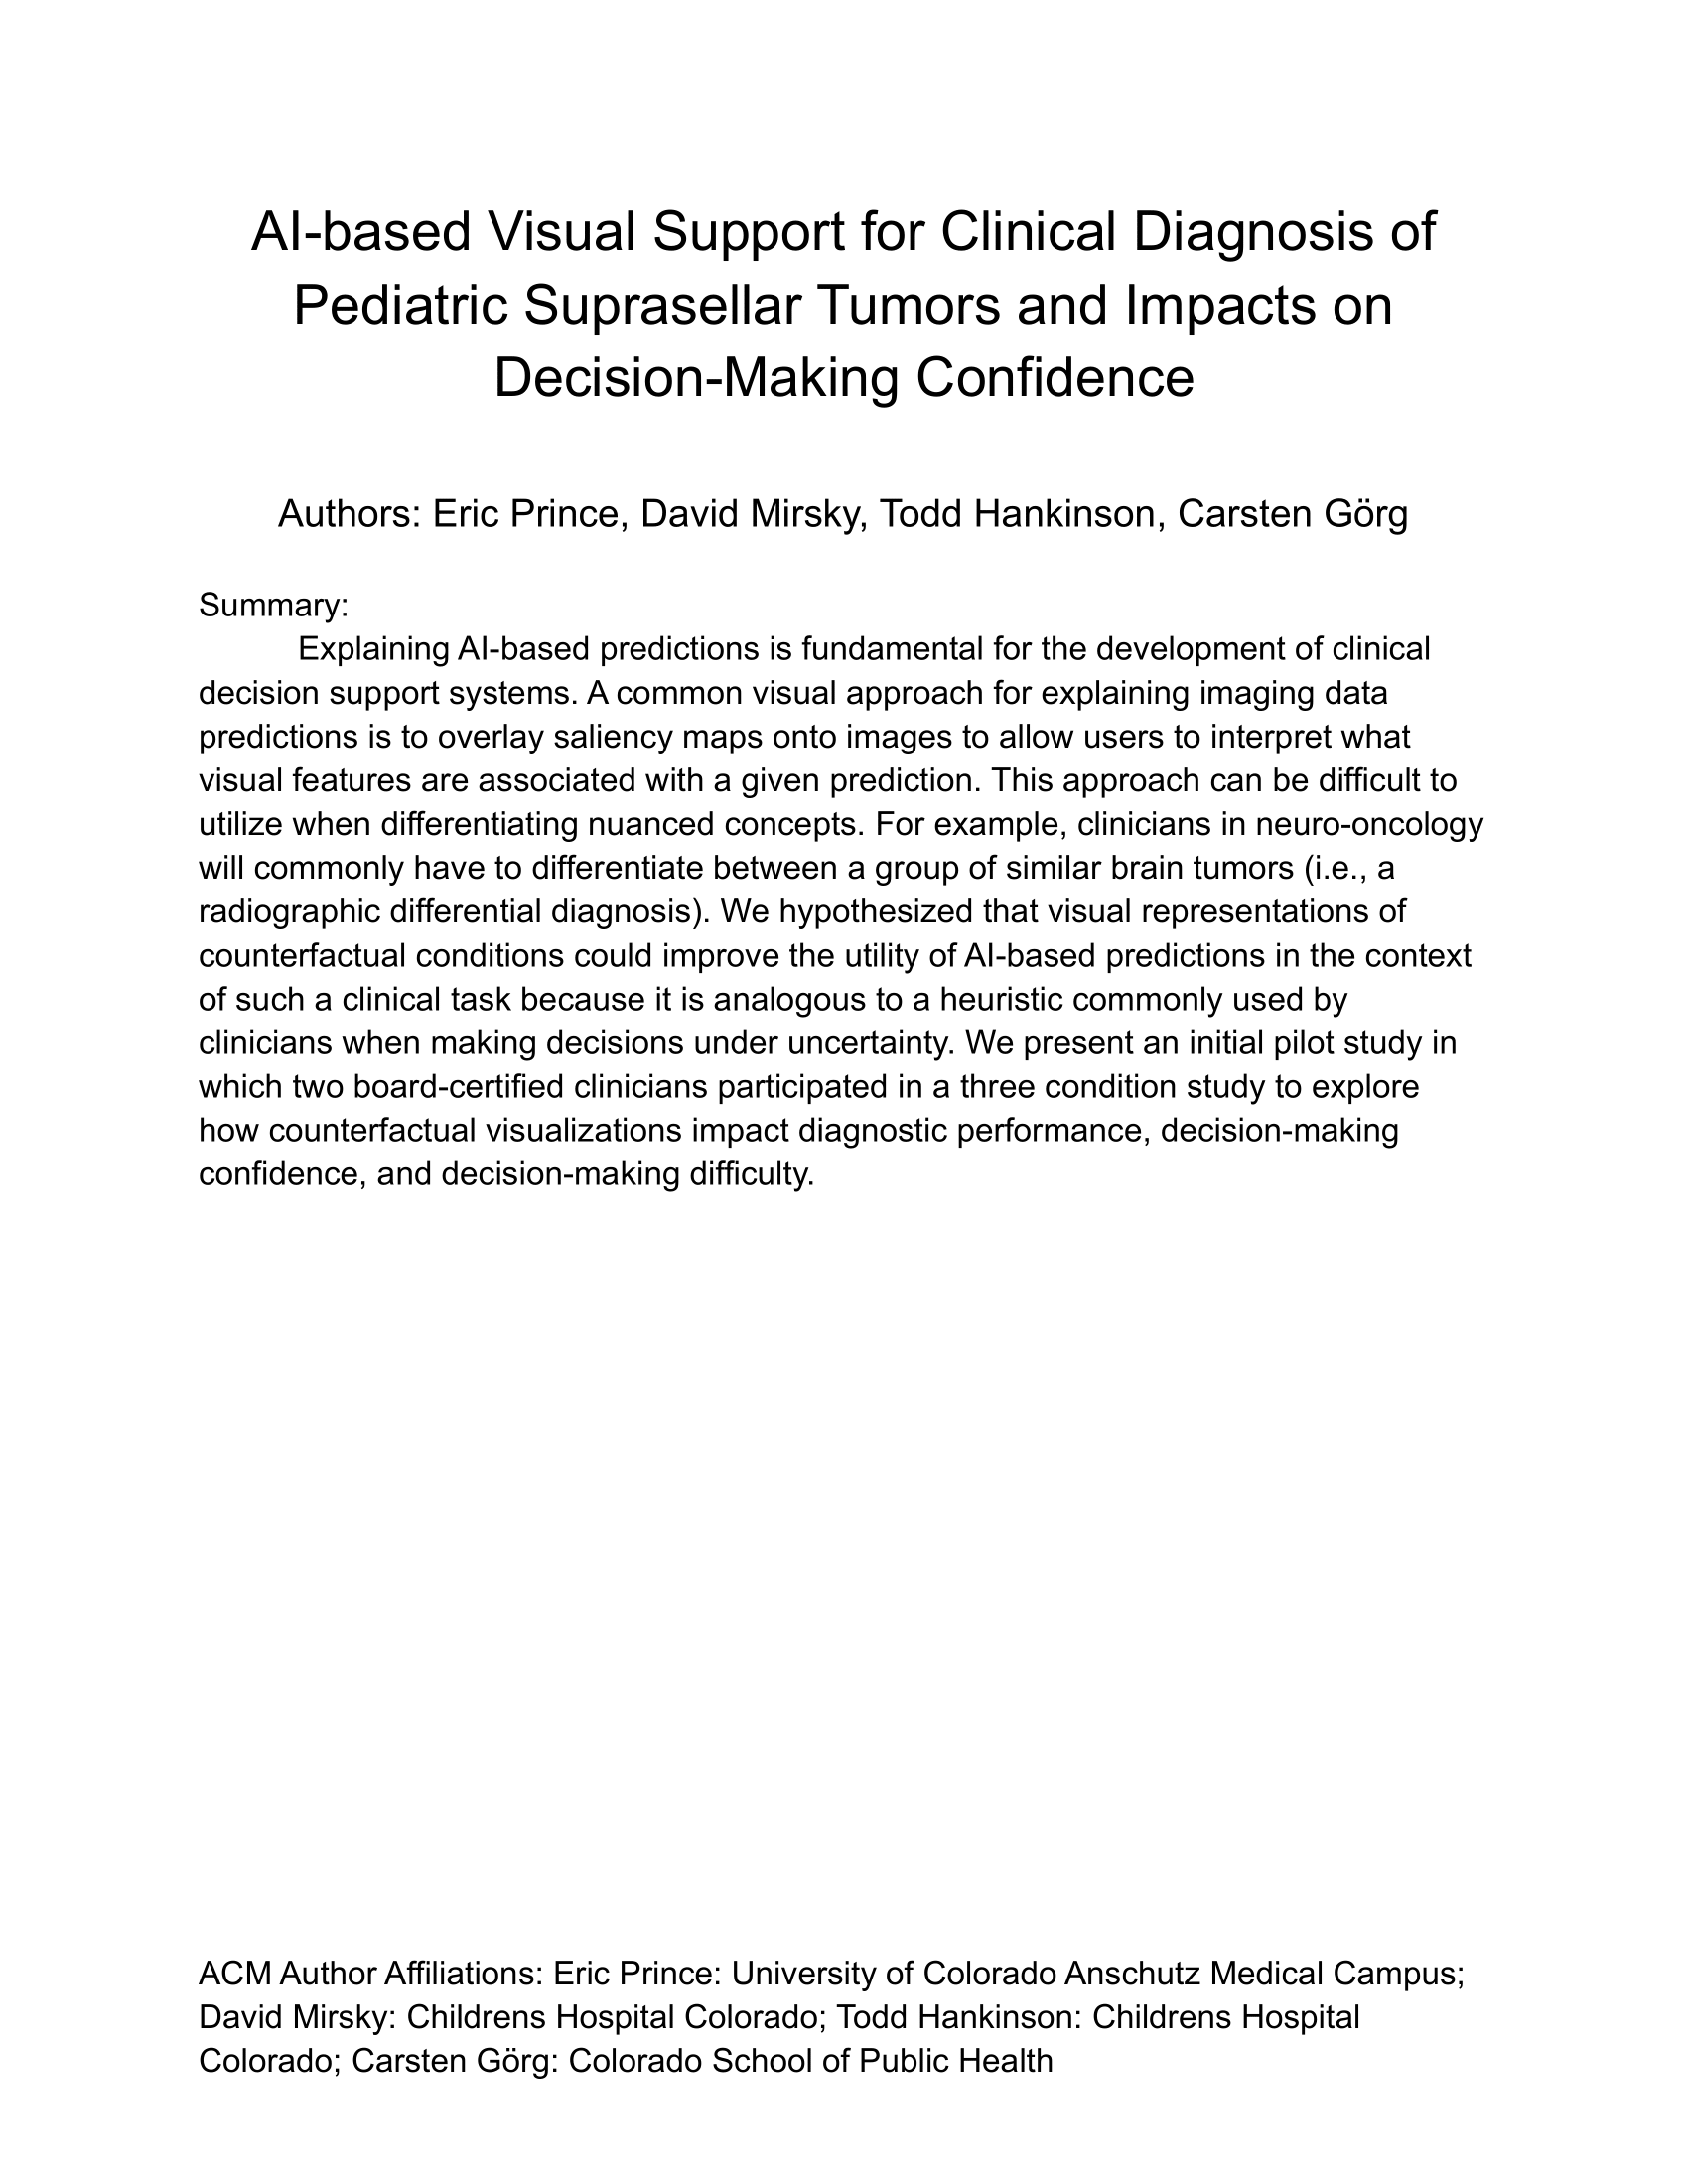 AI-based Visual Support for Clinical Diagnosis of
Pediatric Suprasellar Tumors and Impacts on
Decision-Making Confidence
Authors: Eric Prince, David Mirsky, Todd Hankinson, Carsten Görg
Summary:
Explaining AI-based predictions is fundamental for the development of clinical
decision support systems. A common visual approach for explaining imaging data
predictions is to overlay saliency maps onto images to allow users to interpret what
visual features are associated with a given prediction. This approach can be difficult to
utilize when differentiating nuanced concepts. For example, clinicians in neuro-oncology
will commonly have to differentiate between a group of similar brain tumors (i.e., a
radiographic differential diagnosis). We hypothesized that visual representations of
counterfactual conditions could improve the utility of AI-based predictions in the context
of such a clinical task because it is analogous to a heuristic commonly used by
clinicians when making decisions under uncertainty. We present an initial pilot study in
which two board-certified clinicians participated in a three condition study to explore
how counterfactual visualizations impact diagnostic performance, decision-making
confidence, and decision-making difficulty.
ACM Author Affiliations: Eric Prince: University of Colorado Anschutz Medical Campus;
David Mirsky: Childrens Hospital Colorado; Todd Hankinson: Childrens Hospital
Colorado; Carsten Görg: Colorado School of Public Health